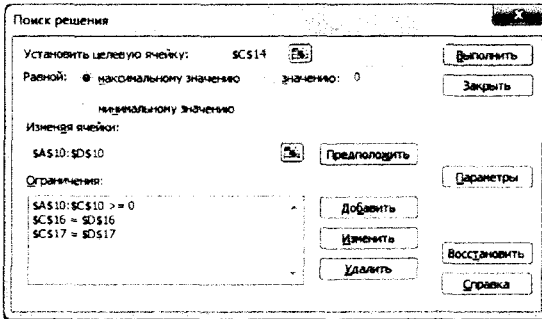 Поиск решения
Установить целевую ячейку: $C$14
Выполнить
Равной: максимальному значению значению: 0
Закрыть
минимальному значению
Изменяя ячейки:
$A$10:$D$10
Предположить
Параметры
Ограничения:
$A$10:$C$10 >= 0
$C$16 = $D$16
$C$17 = $D$17
Добавить
Изменить
Удалить
Восстановить
Справка